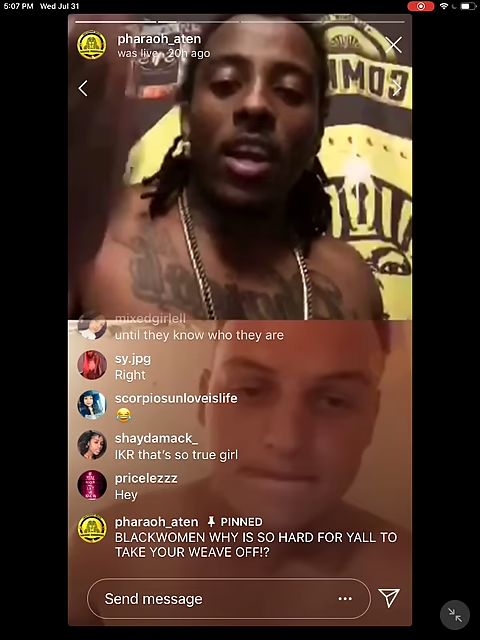 5:07 PM Wed Jul 31
pharaoh_aten
was live · 20h ago
mixedgirlell
until they know who they are
sy.jpg
Right
scorpiosunloveislife
😂
shaydamack_
IKR that's so true girl
pricelezzz
Hey
pharaoh_aten PINNED
BLACKWOMEN WHY IS SO HARD FOR YALL TO
TAKE YOUR WEAVE OFF!?
Send message